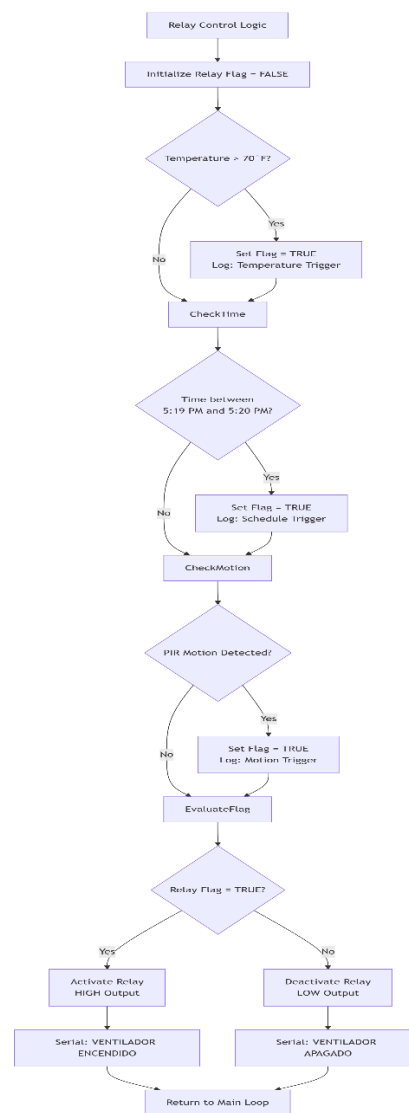 Relay Control Logic
Initialize Relay Flag = FALSE
Temperature > 70°F?
Yes
No
Set Flag = TRUE
Log: Temperature Trigger
CheckTime
Time between
5:19 PM and 5:20 PM?
Yes
No
Set Flag = TRUE
Log: Schedule Trigger
CheckMotion
PIR Motion Detected?
Yes
No
Set Flag = TRUE
Log: Motion Trigger
EvaluateFlag
Relay Flag = TRUE?
Yes
No
Activate Relay
HIGH Output
Deactivate Relay
LOW Output
Serial: VENTILADOR
ENCENDIDO
Serial: VENTILADOR
APAGADO
Return to Main Loop